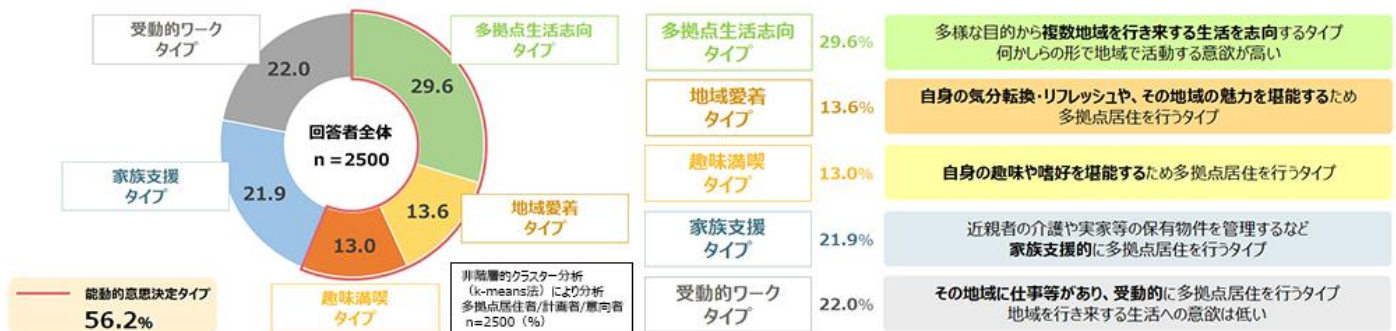 受動的ワーク
タイプ
22.0
多拠点生活志向
タイプ
29.6
回答者全体
n＝2500
家族支援
タイプ
21.9
13.6
地域愛着
タイプ
13.0
趣味満喫
タイプ
能動的意思決定タイプ
56.2%
非階層的クラスター分析
（k-means法）により分析
多拠点居住者/計画者/意向者
n=2500（%）
多拠点生活志向
タイプ
29.6%
多様な目的から複数地域を行き来する生活を志向するタイプ
何かしらの形で地域で活動する意欲が高い
地域愛着
タイプ
13.6%
自身の気分転換・リフレッシュや、その地域の魅力を堪能するため
多拠点居住を行うタイプ
趣味満喫
タイプ
13.0%
自身の趣味や嗜好を堪能するため多拠点居住を行うタイプ
家族支援
タイプ
21.9%
近親者の介護や実家等の保有物件を管理するなど
家族支援的に多拠点居住を行うタイプ
受動的ワーク
タイプ
22.0%
その地域に仕事等があり、受動的に多拠点居住を行うタイプ
地域を行き来する生活への意欲は低い